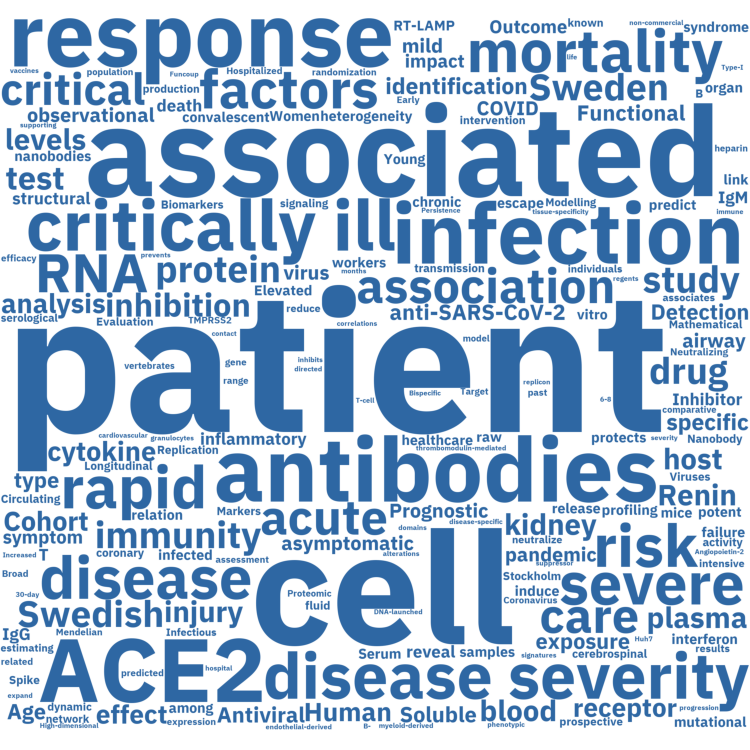 response
RT-LAMP
Outcome
known
non-commercial
syndrome
mild
impact
mortality
life
Type-I
vaccines
population
Funcoup
Hospitalized
randomization
critical
production
factors
identification
Sweden
B
organ
death
Early
observational
convalescent
Women
heterogeneity
COVID
intervention
Functional
supporting
levels
associated
nanobodies
Young
heparin
test
link
structural
Biomarkers
signaling
chronic
Persistence
escape
Modelling
tissue-specificity
predict
IgM
immune
critically ill
infection
efficacy
prevents
RNA
protein
virus
workers
months
transmission
individuals
regents
study
Elevated
association
associates
analysis
inhibition
reduce
anti-SARS-CoV-2
vitro
Detection
serological
Evaluation
TMPRSS2
correlations
Mathematical
contact
model
airway
patient
Neutralizing
vertebrates
gene
inhibits
directed
range
drug
replicon
past
T-cell
Bispecific
Target
6-8
Inhibitor
comparative
specific
cardiovascular
granulocytes
inflammatory
healthcare
raw
protects
severity
Nanobody
thrombomodulin-mediated
cytokine
Replication
Longitudinal
antibodies
host
type
rapid
Viruses
Circulating
Renin
Cohort
relation
Markers
acute
Prognostic
release
profiling
mice
potent
domains
disease-specific
kidney
failure
symptom
immunity
asymptomatic
neutralize
activity
Increased
T
coronary
infected
assessment
alterations
pandemic
suppressor
risk
Angiopoietin-2
intensive
Broad
disease
cell
Stockholm
severe
30-day
Proteomic
induce
Coronavirus
Swedish
injury
fluid
DNA-launched
care
plasma
IgG
Mendelian
Infectious
exposure
Huh7
interferon
estimating
Serum
reveal
samples
signatures
cerebrospinal
results
related
ACE2
predicted
hospital
disease severity
Spike
expand
Age
dynamic
network
High-dimensional
effect
among
expression
Antiviral
Human
endothelial-derived
Soluble
B-
myeloid-derived
blood
phenotypic
receptor
prospective
progression
mutational